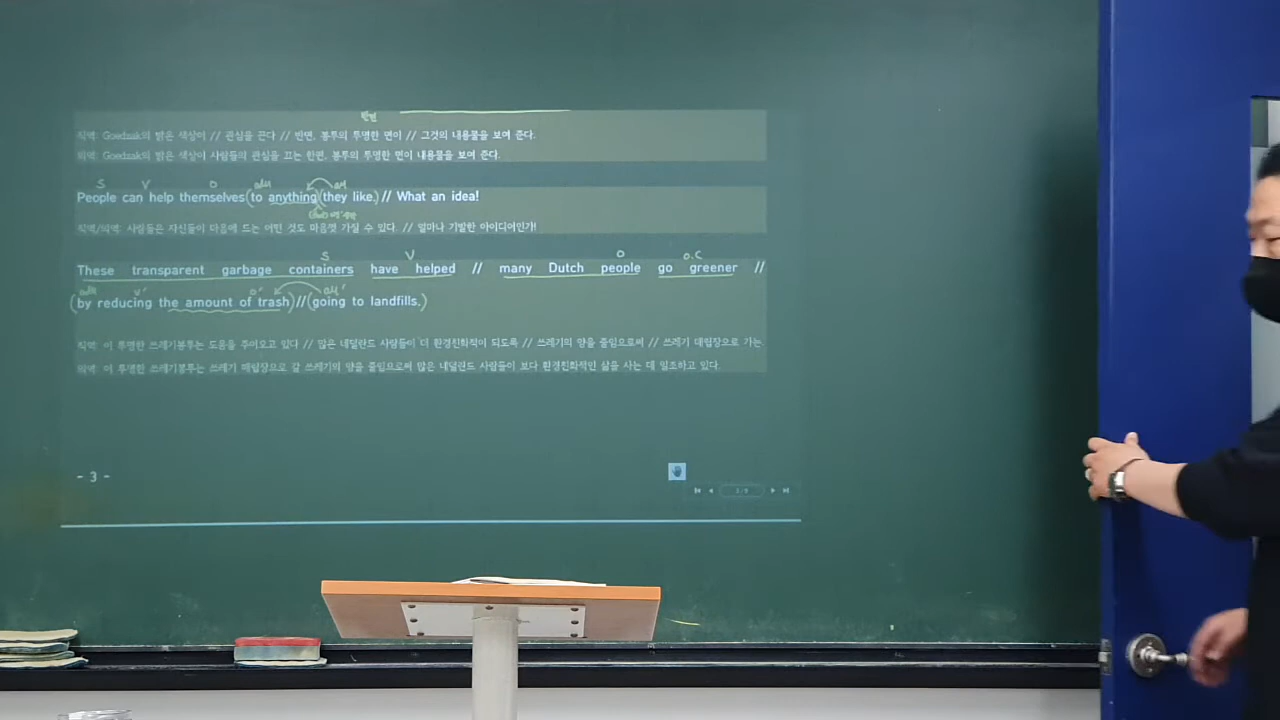 반면
직역: Goedzak의 밝은 색상이 // 관심을 끈다 // 반면, 봉투의 투명한 면이 // 그것의 내용물을 보여 준다.
의역: Goedzak의 밝은 색상이 사람들의 관심을 끄는 한편, 봉투의 투명한 면이 내용물을 보여 준다.
S V O
People can help themselves (to anything (they like.) // What an idea!
직역/의역: 사람들은 자신들이 마음에 드는 어떤 것도 마음껏 가질 수 있다. // 얼마나 기발한 아이디어인가!
S V O O.C
These transparent garbage containers have helped // many Dutch people go greener //
V' O'
(by reducing the amount of trash) // (going to landfills.)
직역: 이 투명한 쓰레기봉투는 도움을 주어오고 있다 // 많은 네덜란드 사람들이 더 환경친화적이 되도록 // 쓰레기의 양을 줄임으로써 // 쓰레기 매립장으로 가는.
의역: 이 투명한 쓰레기봉투는 쓰레기 매립장으로 갈 쓰레기의 양을 줄임으로써 많은 네덜란드 사람들이 보다 환경친화적인 삶을 사는 데 일조하고 있다.
- 3 -